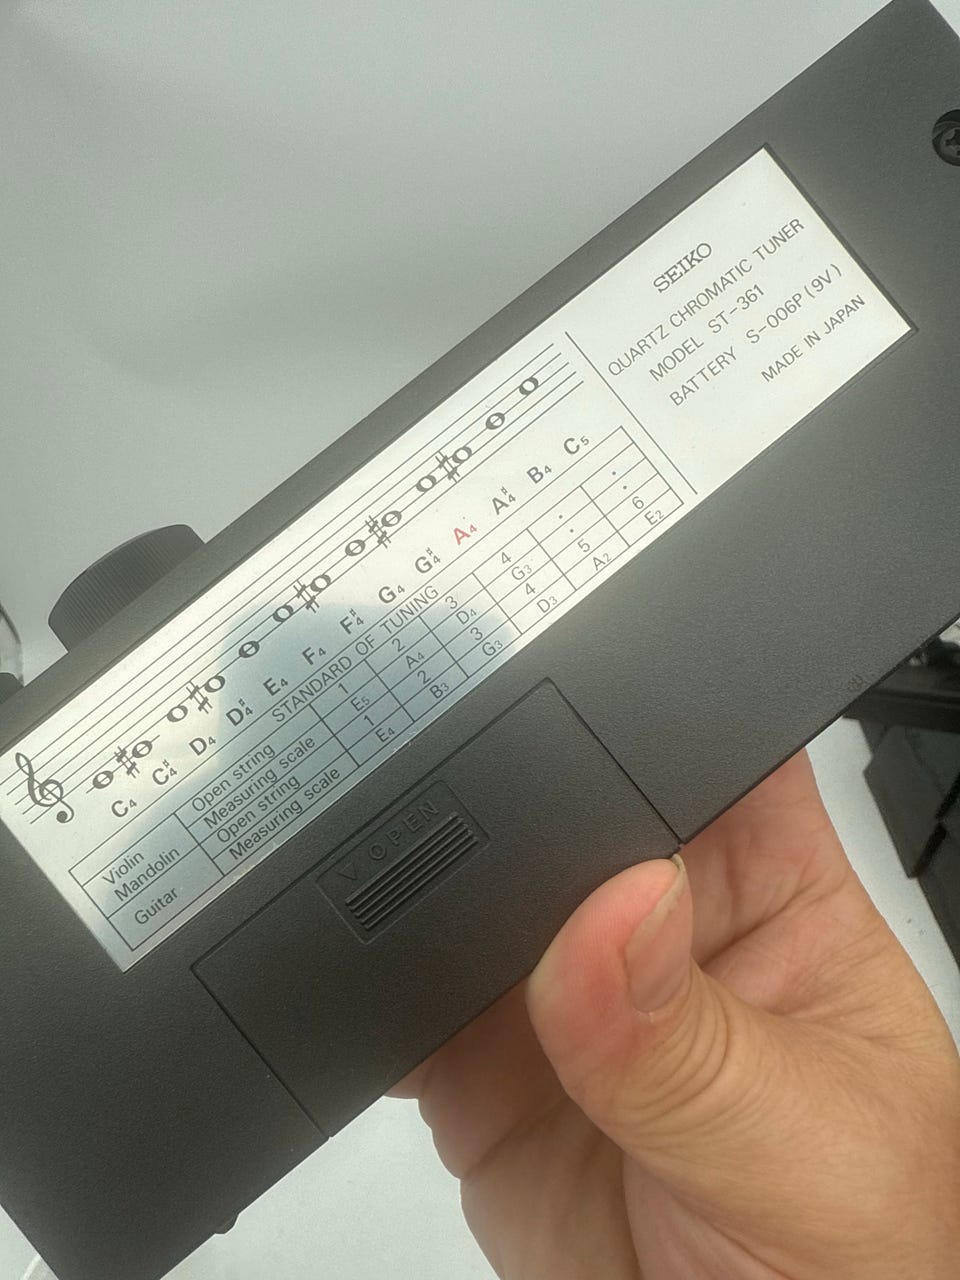 SEIKO
QUARTZ CHROMATIC TUNER
MODEL ST-361
BATTERY S-006P (9V)
MADE IN JAPAN
C4 C♯4 D4 D♯4 E4 F4 F♯4 G4 G♯4 A4 A♯4 B4 C5
STANDARD OF TUNING
Violin Mandolin Open string 1 2 3 4 · ·
Measuring scale E5 A4 D4 G3 · ·
Guitar Open string 1 2 3 4 5 6
Measuring scale E4 B3 G3 D3 A2 E2
OPEN